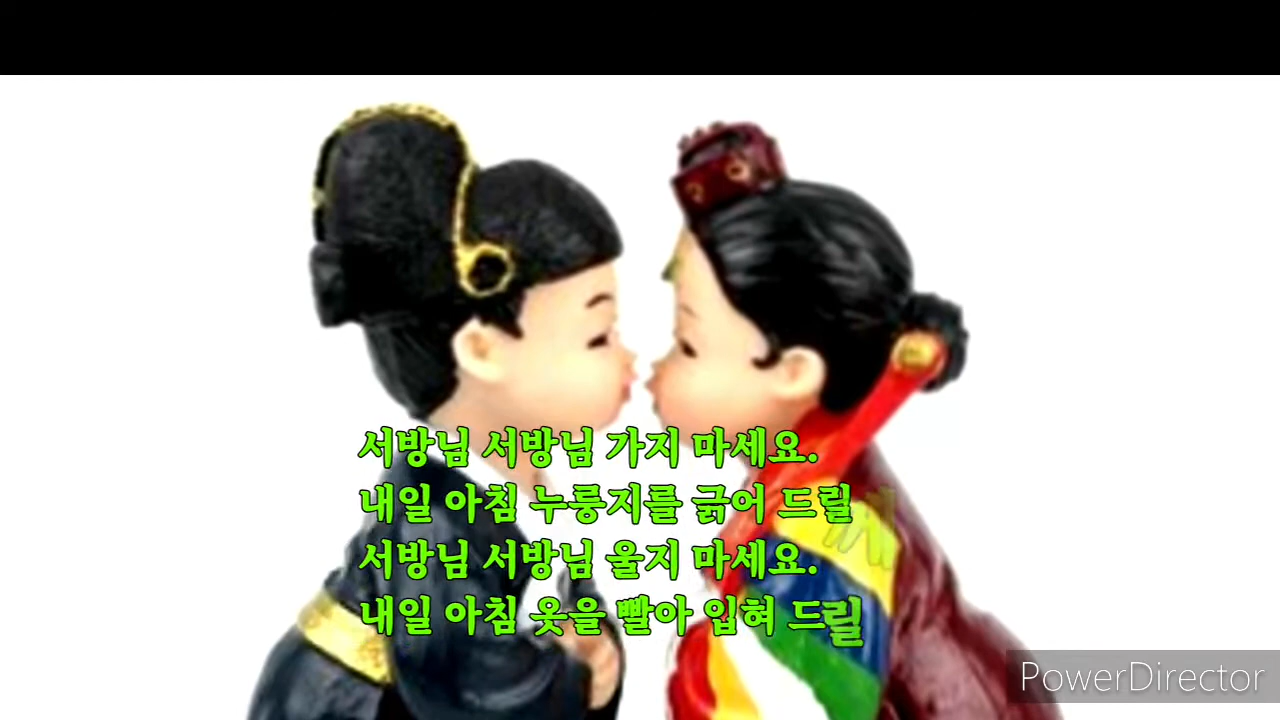 서방님 서방님 가지 마세요.
내일 아침 누룽지를 긁어 드릴
서방님 서방님 울지 마세요.
내일 아침 옷을 빨아 입혀 드릴
PowerDirector